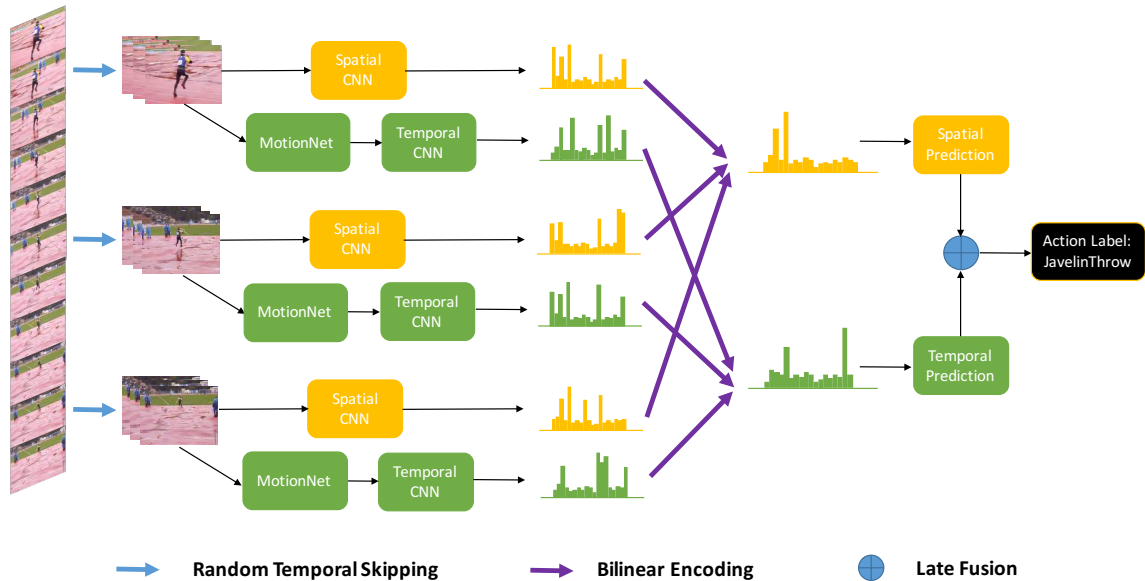 Spatial
CNN
MotionNet
Temporal
CNN
Spatial
CNN
MotionNet
Temporal
CNN
Spatial
CNN
MotionNet
Temporal
CNN
Spatial
Prediction
Action Label:
JavelinThrow
Temporal
Prediction
Random Temporal Skipping
Bilinear Encoding
Late Fusion